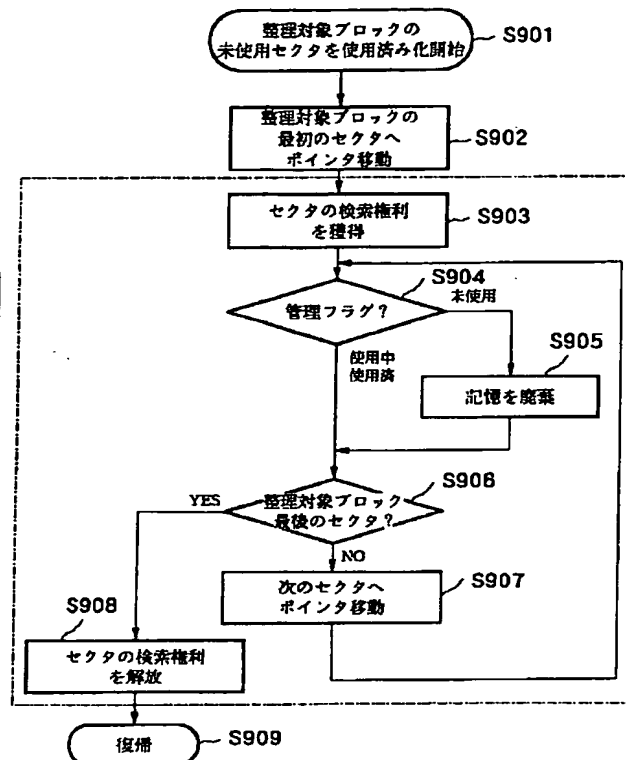 整理対象ブロックの
未使用セクタを使用済み化開始
S901
整理対象ブロックの
最初のセクタへ
ポインタ移動
S902
セクタの検索権利
を獲得
S903
S904
管理フラグ?
未使用
使用中
使用済
S905
記憶を廃棄
S906
整理対象ブロック
最後のセクタ?
YES
NO
次のセクタへ
ポインタ移動
S907
S908
セクタの検索権利
を解放
復帰
S909